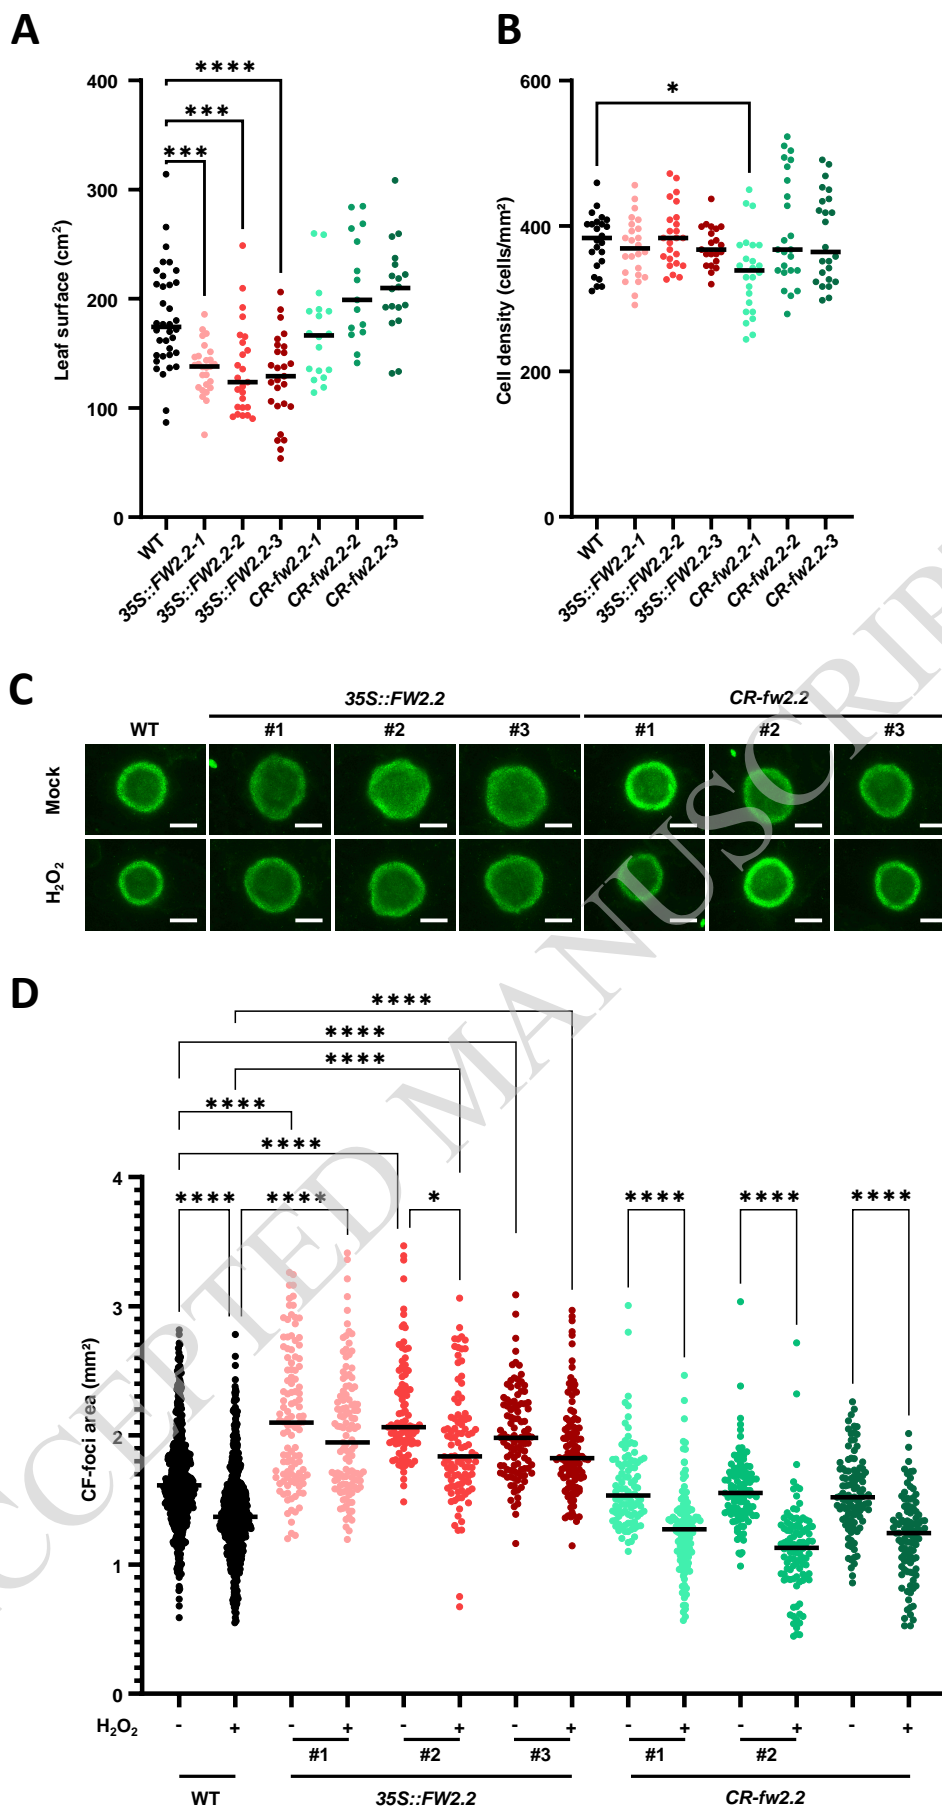 A
400
300
200
100
0
Leaf surface (cm²)
****
***
***
WT
35S::FW2.2-1
35S::FW2.2-2
35S::FW2.2-3
CR-fw2.2-1
CR-fw2.2-2
CR-fw2.2-3
B
600
400
200
0
Cell density (cells/mm²)
*
WT
35S::FW2.2-1
35S::FW2.2-2
35S::FW2.2-3
CR-fw2.2-1
CR-fw2.2-2
CR-fw2.2-3
C
35S::FW2.2 CR-fw2.2
WT #1 #2 #3 #1 #2 #3
Mock
H₂O₂
D
****
****
****
****
****
**** **** * **** **** ****
4
3
2
1
0
CF-foci area (mm²)
H₂O₂ - + - + - + - + - + - + - +
#1 #2 #3 #1 #2
WT 35S::FW2.2 CR-fw2.2